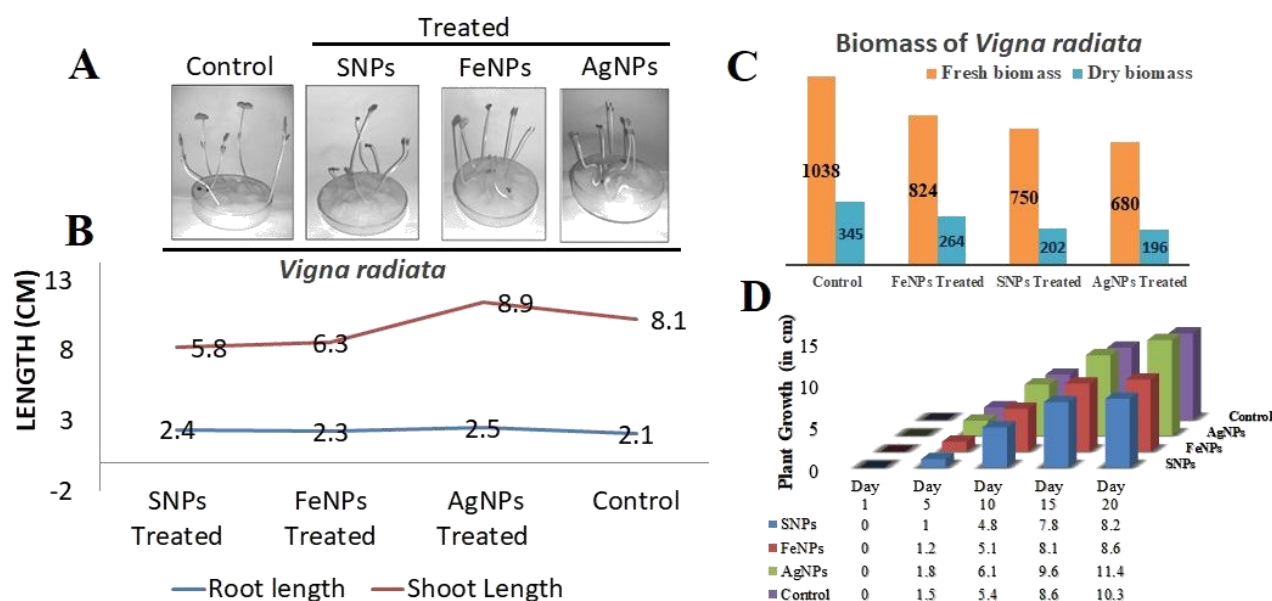 A
Treated
Control SNPs FeNPs AgNPs
B
Vigna radiata
LENGTH (CM)
13
8
3
-2
5.8 6.3 8.9 8.1
2.4 2.3 2.5 2.1
SNPs Treated
FeNPs Treated
AgNPs Treated
Control
Root length Shoot Length
C
Biomass of Vigna radiata
Fresh biomass Dry biomass
1038 345 824 264 750 202 680 196
Control FeNPs Treated SNPs Treated AgNPs Treated
D
Plant Growth (in cm)
15
10
5
0
Control
AgNPs
FeNPs
SNPs
Day Day Day Day Day
1 5 10 15 20
SNPs 0 1 4.8 7.8 8.2
FeNPs 0 1.2 5.1 8.1 8.6
AgNPs 0 1.8 6.1 9.6 11.4
Control 0 1.5 5.4 8.6 10.3